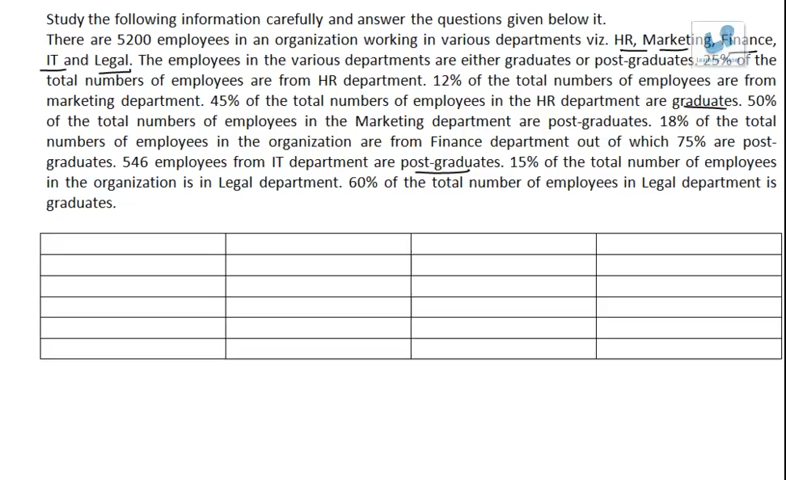 Study the following information carefully and answer the questions given below it.
There are 5200 employees in an organization working in various departments viz. HR, Marketing, Finance,
IT and Legal. The employees in the various departments are either graduates or post-graduates. 25% of the
total numbers of employees are from HR department. 12% of the total numbers of employees are from
marketing department. 45% of the total numbers of employees in the HR department are graduates. 50%
of the total numbers of employees in the Marketing department are post-graduates. 18% of the total
numbers of employees in the organization are from Finance department out of which 75% are post-
graduates. 546 employees from IT department are post-graduates. 15% of the total number of employees
in the organization is in Legal department. 60% of the total number of employees in Legal department is
graduates.